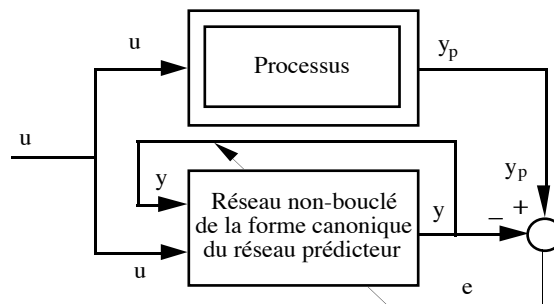 u
y_p
Processus
u
y_p
y
Réseau non-bouclé
de la forme canonique
du réseau prédicteur
y
− +
u
e